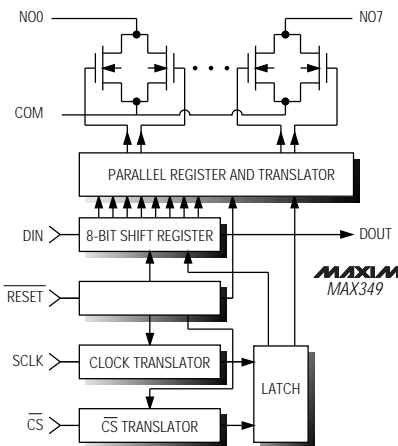 NO0 NO7
COM
PARALLEL REGISTER AND TRANSLATOR
DIN 8-BIT SHIFT REGISTER DOUT
MAXIM
MAX349
RESET
SCLK CLOCK TRANSLATOR
LATCH
CS CS TRANSLATOR